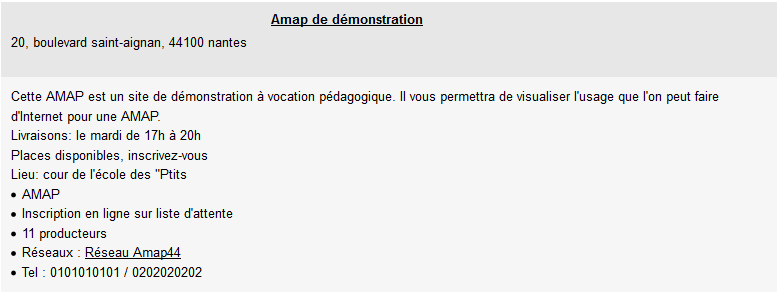 Amap de démonstration
20, boulevard saint-aignan, 44100 nantes
Cette AMAP est un site de démonstration à vocation pédagogique. Il vous permettra de visualiser l'usage que l'on peut faire
d'Internet pour une AMAP.
Livraisons: le mardi de 17h à 20h
Places disponibles, inscrivez-vous
Lieu: cour de l'école des "Ptits
• AMAP
• Inscription en ligne sur liste d'attente
• 11 producteurs
• Réseaux : Réseau Amap44
• Tel : 0101010101 / 0202020202